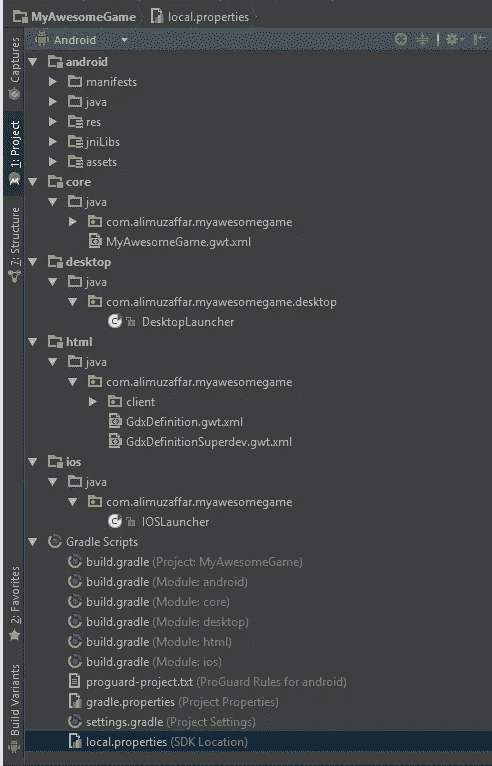 MyAwesomeGame local.properties
Android
Captures
1: Project
7: Structure
2: Favorites
Build Variants
android
manifests
java
res
jniLibs
assets
core
java
com.alimuzaffar.myawesomegame
MyAwesomeGame.gwt.xml
desktop
java
com.alimuzaffar.myawesomegame.desktop
DesktopLauncher
html
java
com.alimuzaffar.myawesomegame
client
GdxDefinition.gwt.xml
GdxDefinitionSuperdev.gwt.xml
ios
java
com.alimuzaffar.myawesomegame
IOSLauncher
Gradle Scripts
build.gradle (Project: MyAwesomeGame)
build.gradle (Module: android)
build.gradle (Module: core)
build.gradle (Module: desktop)
build.gradle (Module: html)
build.gradle (Module: ios)
proguard-project.txt (ProGuard Rules for android)
gradle.properties (Project Properties)
settings.gradle (Project Settings)
local.properties (SDK Location)